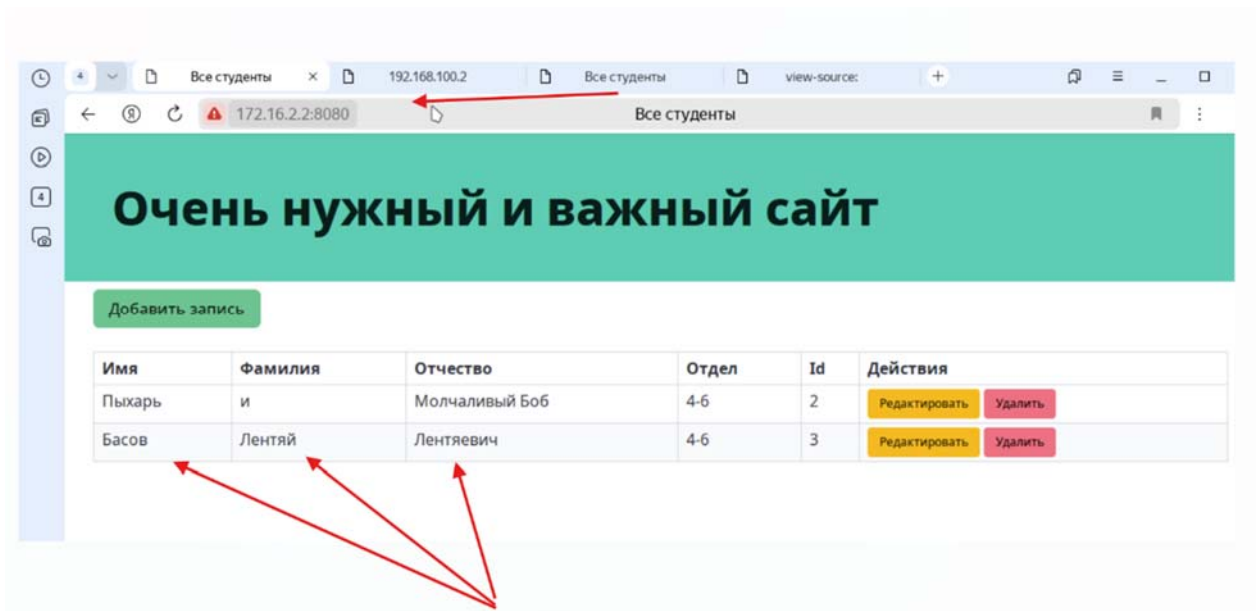 4 Все студенты 192.168.100.2 Все студенты view-source:
172.16.2.2:8080 Все студенты
4
Очень нужный и важный сайт
Добавить запись
Имя Фамилия Отчество Отдел Id Действия
Пыхарь и Молчаливый Боб 4-6 2 Редактировать Удалить
Басов Лентяй Лентяевич 4-6 3 Редактировать Удалить